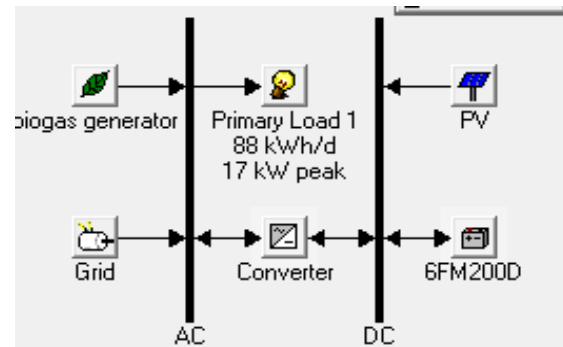 biogas generator
Primary Load 1
88 kWh/d
17 kW peak
PV
Grid
Converter
6FM200D
AC
DC